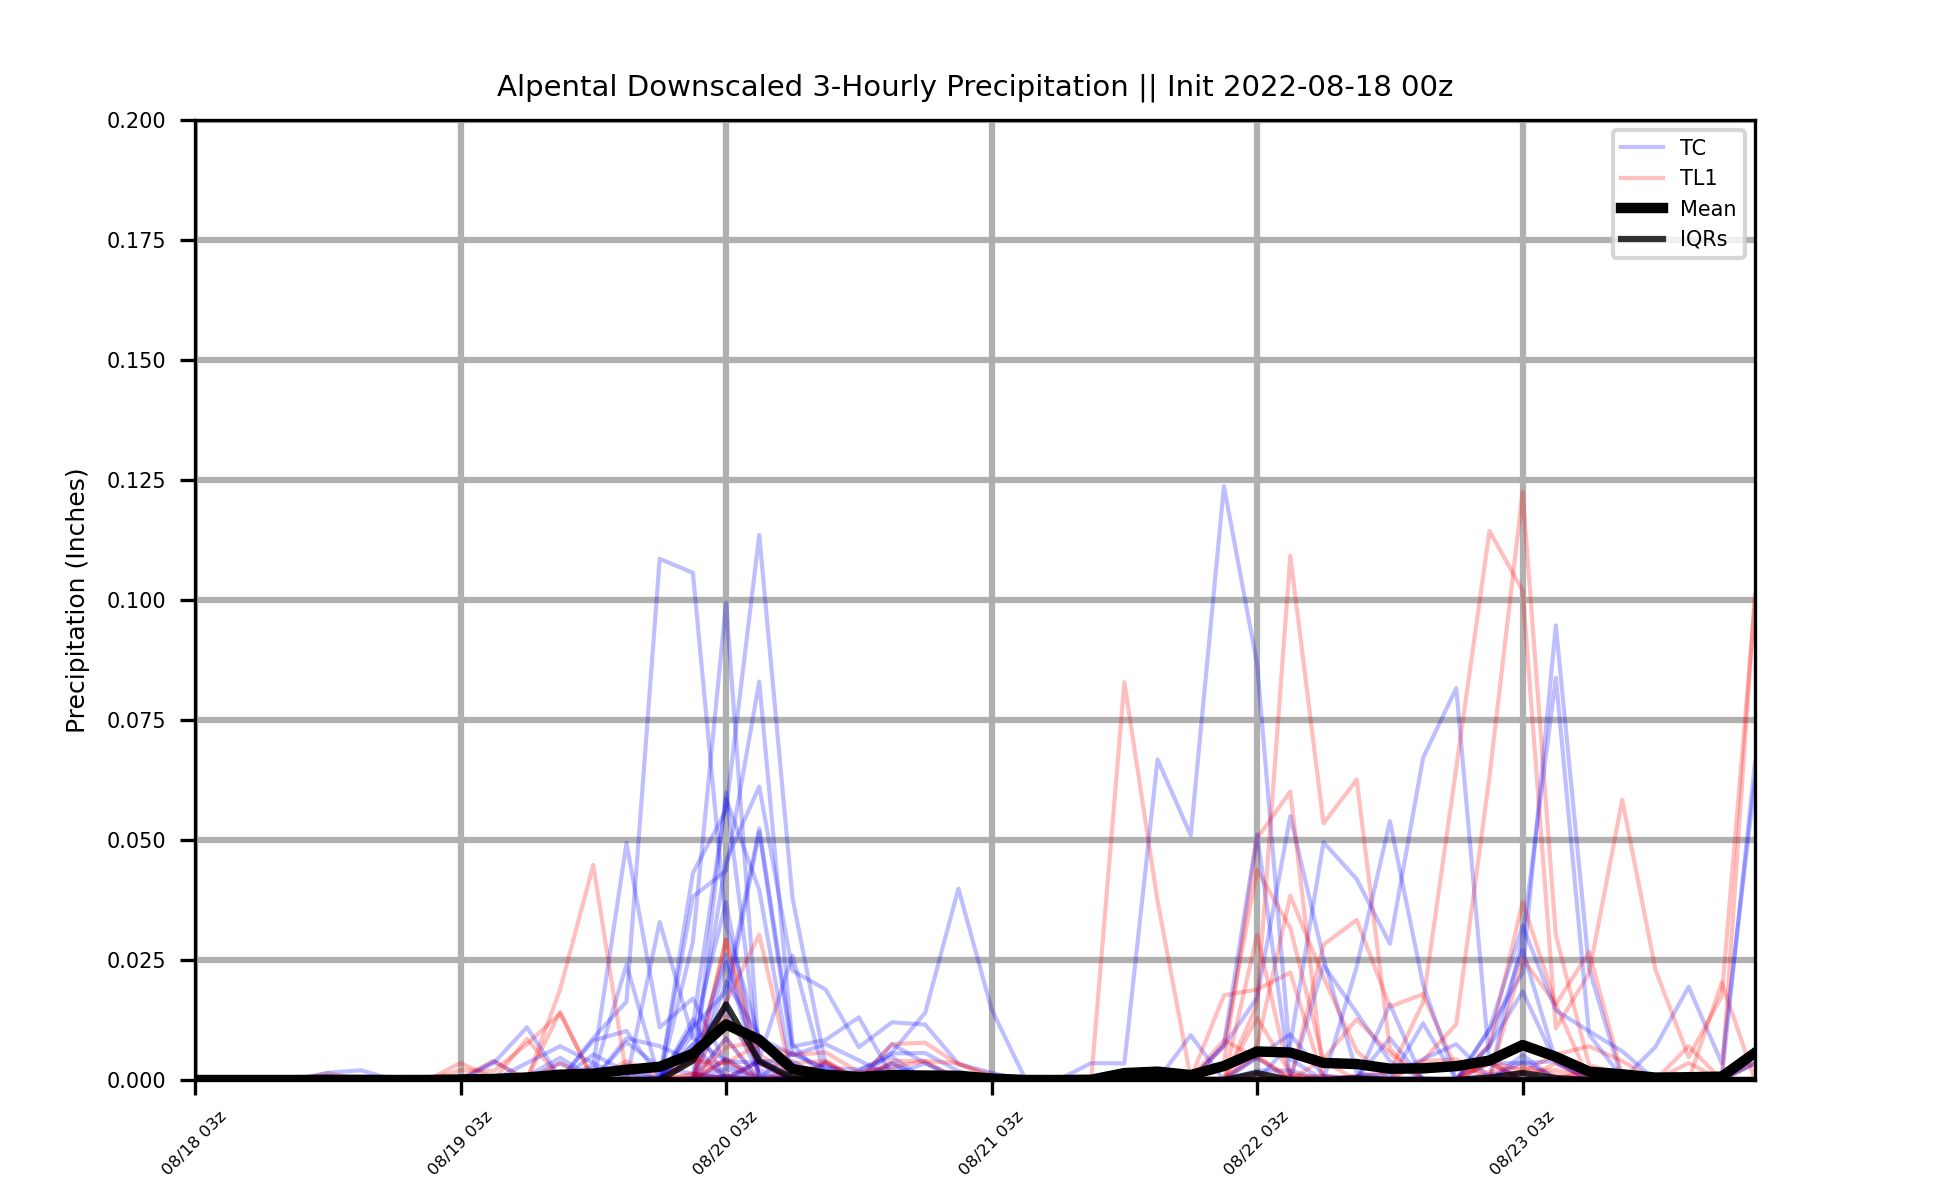 Alpental Downscaled 3-Hourly Precipitation || Init 2022-08-18 00z
Precipitation (Inches)
0.200
0.175
0.150
0.125
0.100
0.075
0.050
0.025
0.000
TC
TL1
Mean
IQRs
08/18 03z
08/19 03z
08/20 03z
08/21 03z
08/22 03z
08/23 03z